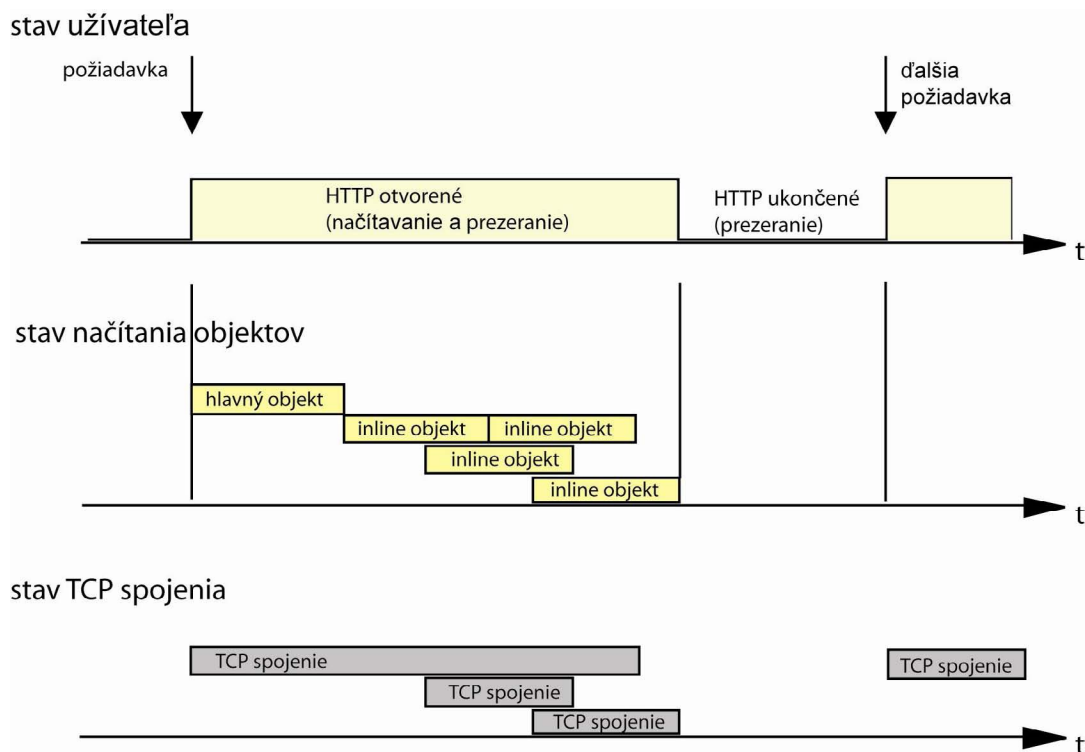 stav užívateľa
požiadavka
ďalšia
požiadavka
HTTP otvorené
(načítavanie a prezeranie)
HTTP ukončené
(prezeranie)
t
stav načítania objektov
hlavný objekt
inline objekt
inline objekt
inline objekt
inline objekt
t
stav TCP spojenia
TCP spojenie
TCP spojenie
TCP spojenie
TCP spojenie
t